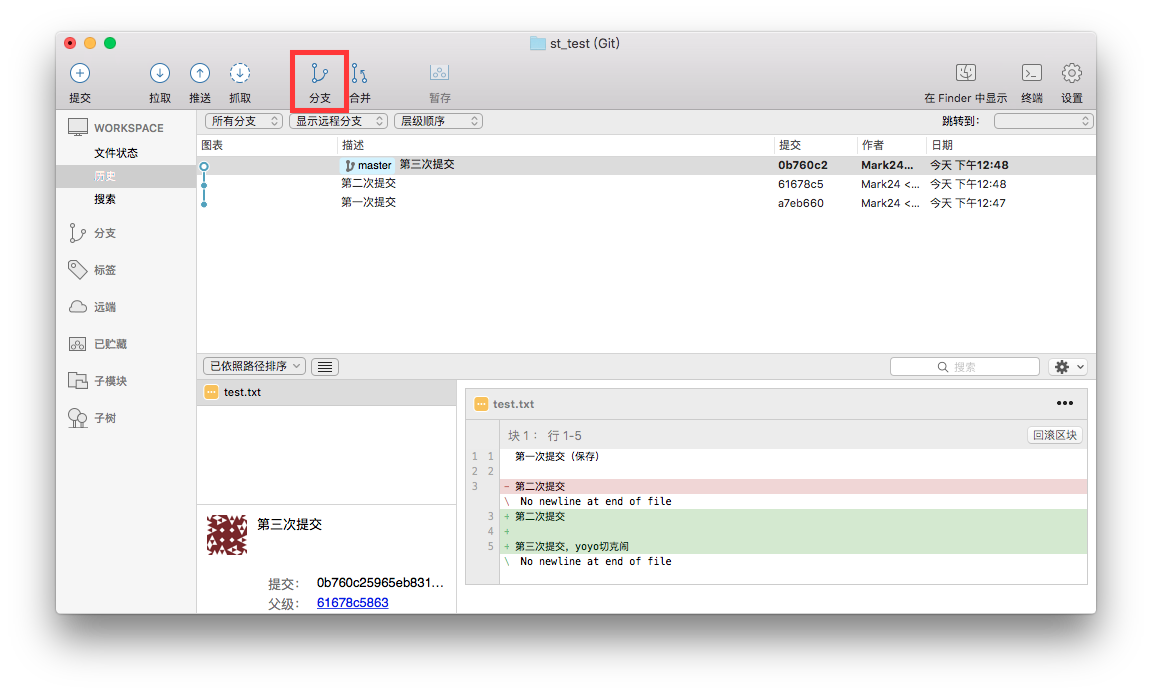 st_test (Git)
提交 拉取 推送 抓取 分支 合并 暂存 在 Finder 中显示 终端 设置
WORKSPACE
文件状态
历史
搜索
分支
标签
远端
已贮藏
子模块
子树
所有分支 显示远程分支 层级顺序 跳转到：
图表 描述 提交 作者 日期
master 第三次提交 0b760c2 Mark24... 今天 下午12:48
第二次提交 61678c5 Mark24 <... 今天 下午12:48
第一次提交 a7eb660 Mark24 <... 今天 下午12:47
已依照路径排序 搜索
test.txt
第三次提交
提交： 0b760c25965eb831...
父级： 61678c5863
test.txt
块 1： 行 1-5 回滚区块
1 1 第一次提交（保存）
2 2
3 - 第二次提交
\ No newline at end of file
3 + 第二次提交
4 +
5 + 第三次提交，yoyo切克闹
\ No newline at end of file